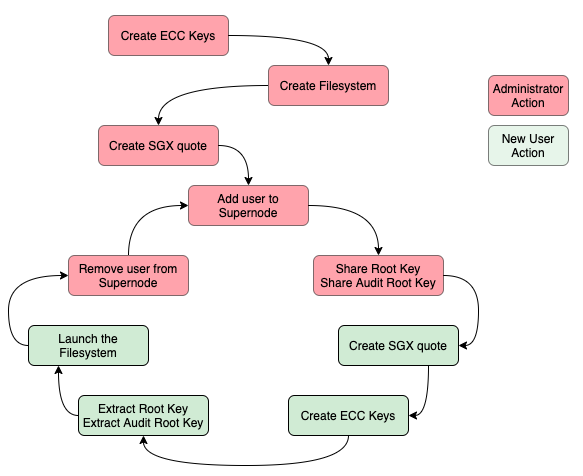 Create ECC Keys
Create Filesystem
Administrator
Action
Create SGX quote
New User
Action
Add user to
Supernode
Remove user from
Supernode
Share Root Key
Share Audit Root Key
Launch the
Filesystem
Create SGX quote
Extract Root Key
Extract Audit Root Key
Create ECC Keys